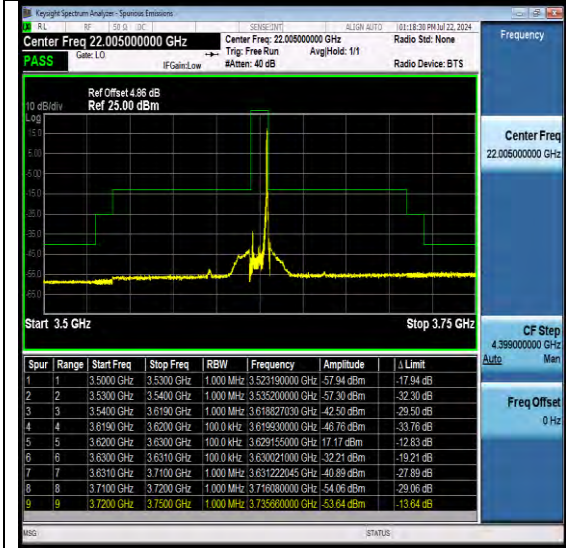 Keysight Spectrum Analyzer - Spurious Emissions
RL RF 50 Ω DC SENSE:INT ALIGN AUTO 01:18:30 PM Jul 22, 2024
Center Freq 22.005000000 GHz
Center Freq: 22.005000000 GHz
Radio Std: None
Frequency
PASS
Gate: LO
IFGain:Low
Trig: Free Run Avg|Hold: 1/1
#Atten: 40 dB
Radio Device: BTS
Ref Offset 4.86 dB
10 dB/div Ref 25.00 dBm
Log
15.0
5.00
-5.00
-15.0
-25.0
-35.0
-45.0
-55.0
-65.0
Center Freq
22.005000000 GHz
Start 3.5 GHz Stop 3.75 GHz
CF Step
4.399000000 GHz
Auto Man
Freq Offset
0 Hz
Spur Range Start Freq Stop Freq RBW Frequency Amplitude Δ Limit
1 1 3.5000 GHz 3.5300 GHz 1.000 MHz 3.523190000 GHz -57.94 dBm -17.94 dB
2 2 3.5300 GHz 3.5400 GHz 1.000 MHz 3.535200000 GHz -57.30 dBm -32.30 dB
3 3 3.5400 GHz 3.6190 GHz 1.000 MHz 3.618827030 GHz -42.50 dBm -29.50 dB
4 4 3.6190 GHz 3.6200 GHz 100.0 kHz 3.619930000 GHz -46.76 dBm -33.76 dB
5 5 3.6200 GHz 3.6300 GHz 100.0 kHz 3.629155000 GHz 17.17 dBm -12.83 dB
6 6 3.6300 GHz 3.6310 GHz 100.0 kHz 3.630021000 GHz -32.21 dBm -19.21 dB
7 7 3.6310 GHz 3.7100 GHz 1.000 MHz 3.631222045 GHz -40.89 dBm -27.89 dB
8 8 3.7100 GHz 3.7200 GHz 1.000 MHz 3.716080000 GHz -54.06 dBm -29.06 dB
9 9 3.7200 GHz 3.7500 GHz 1.000 MHz 3.735660000 GHz -53.64 dBm -13.64 dB
MSG STATUS